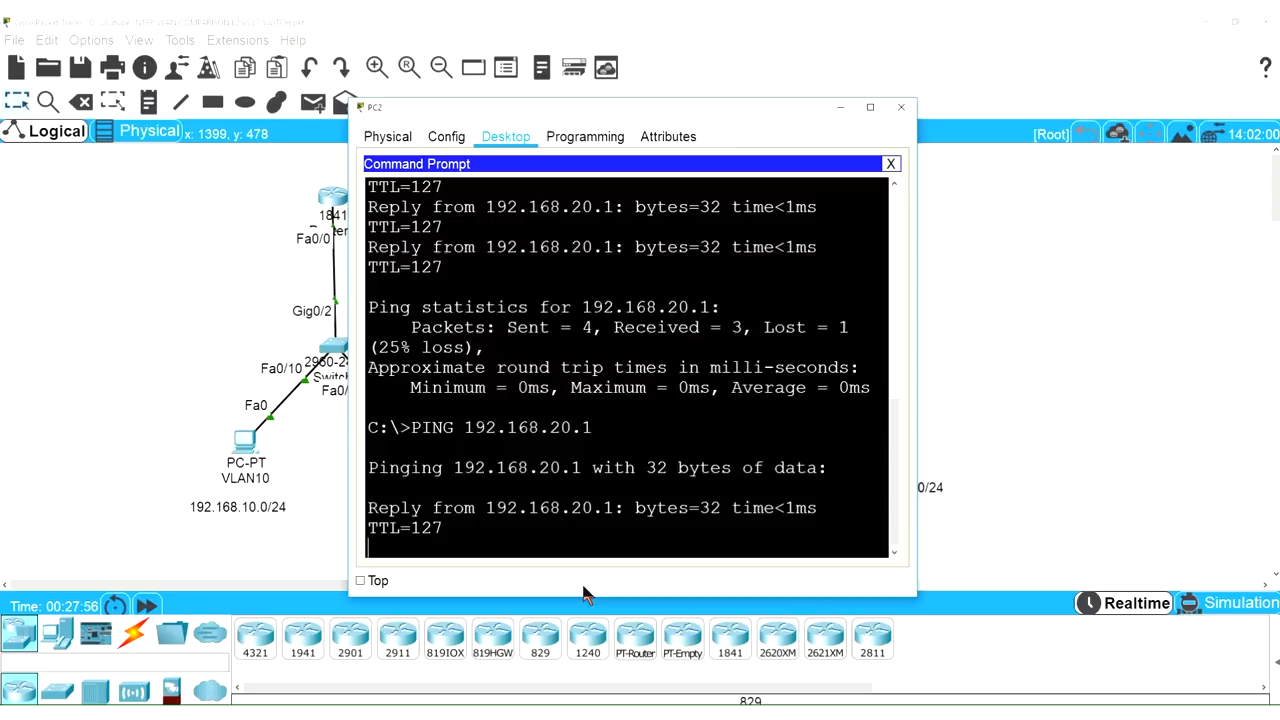 File Edit Options View Tools Extensions Help
?
PC2
Logical
Physical
x: 1399, y: 478
[Root]
14:02:00
Physical Config Desktop Programming Attributes
Command Prompt
X
TTL=127
Reply from 192.168.20.1: bytes=32 time<1ms
TTL=127
Reply from 192.168.20.1: bytes=32 time<1ms
TTL=127
Ping statistics for 192.168.20.1:
Packets: Sent = 4, Received = 3, Lost = 1
(25% loss),
Approximate round trip times in milli-seconds:
Minimum = 0ms, Maximum = 0ms, Average = 0ms
C:\>PING 192.168.20.1
Pinging 192.168.20.1 with 32 bytes of data:
Reply from 192.168.20.1: bytes=32 time<1ms
TTL=127
Top
1841
Fa0/0
Gig0/2
Fa0/10
Fa0/
Fa0
PC-PT
VLAN10
192.168.10.0/24
0/24
Time: 00:27:56
Realtime
Simulation
4321 1941 2901 2911 819IOX 819HGW 829 1240 PT-Router PT-Empty 1841 2620XM 2621XM 2811
829